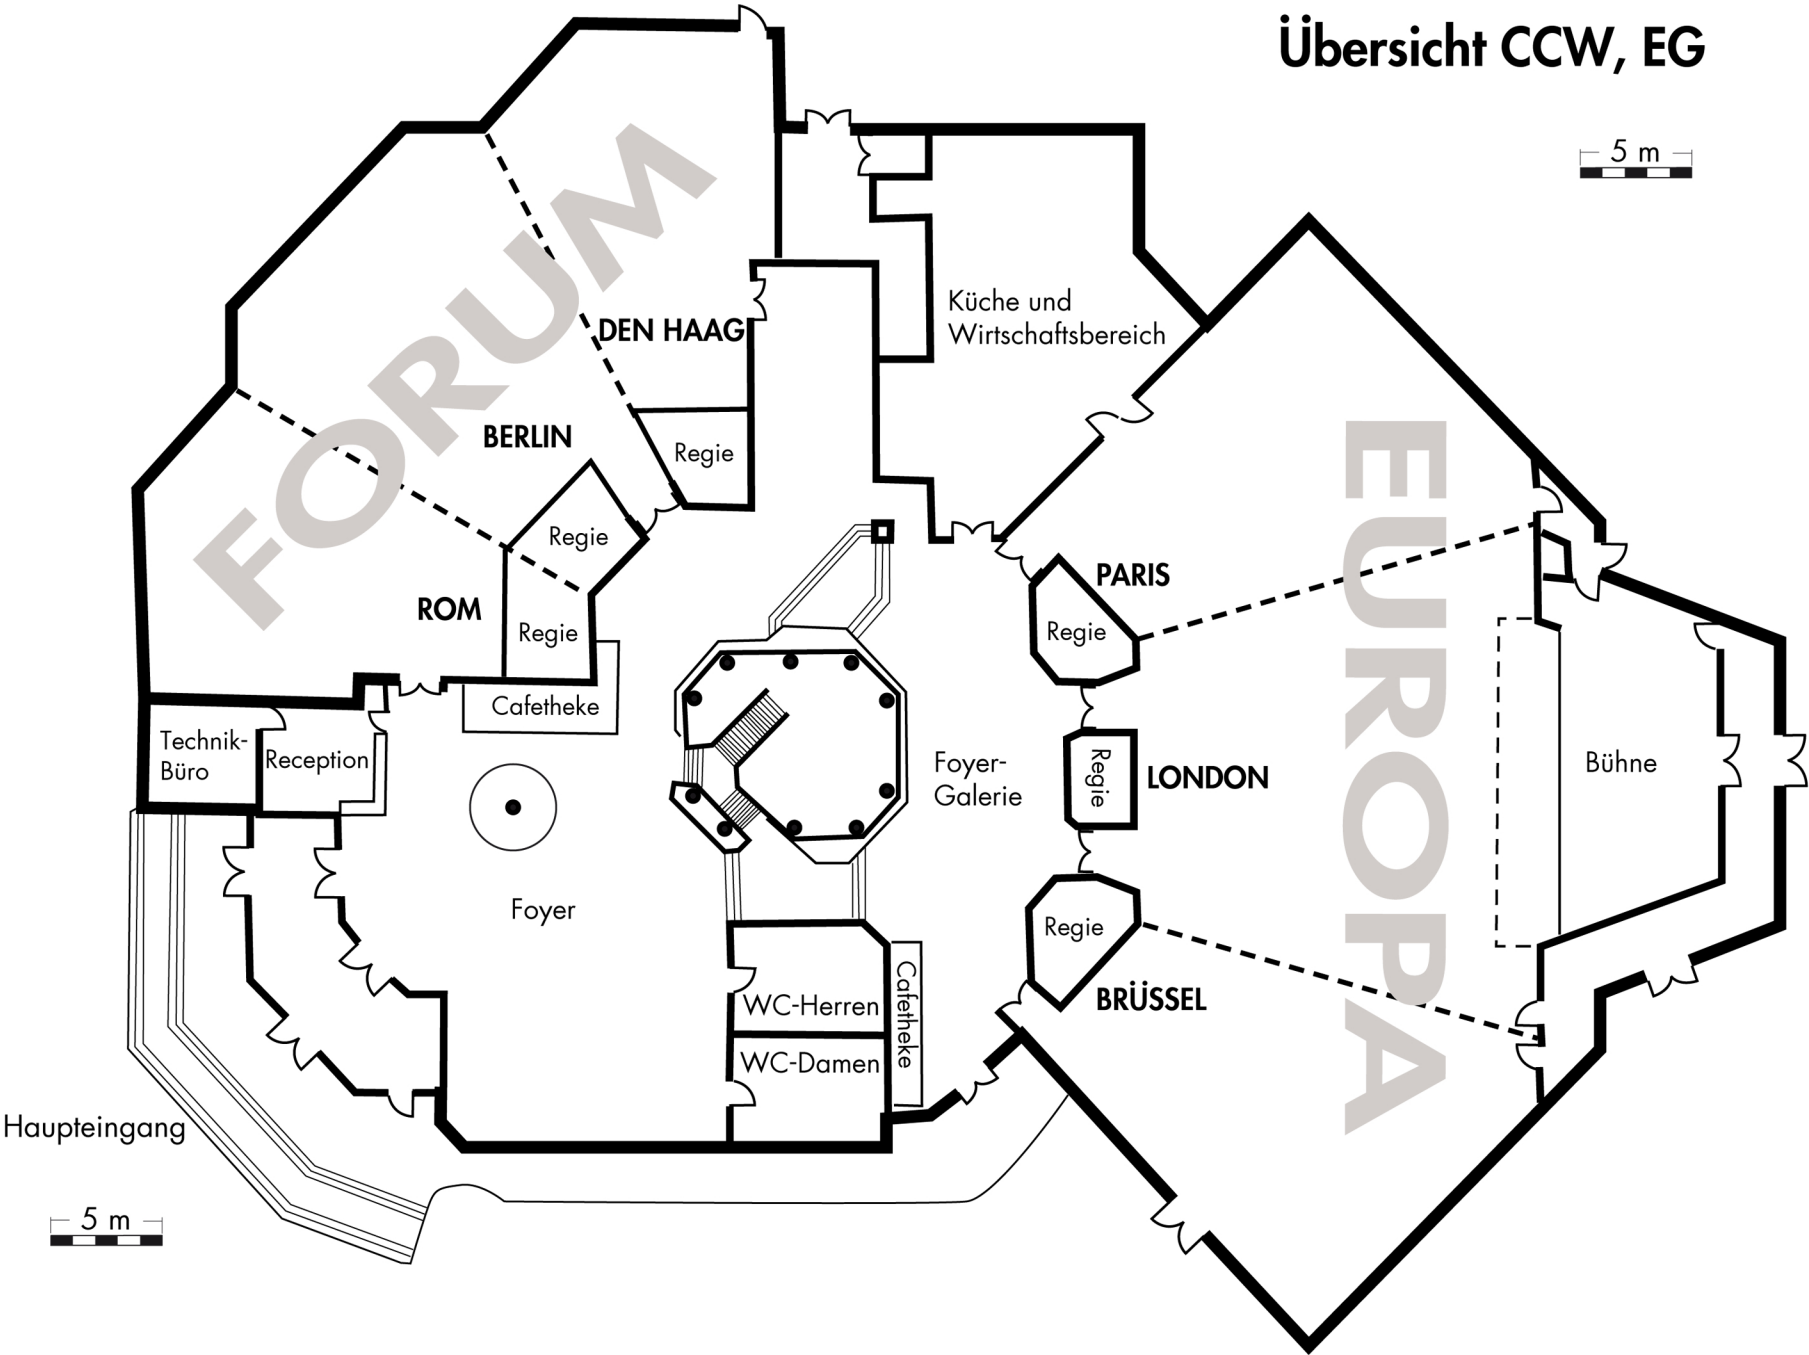 Übersicht CCW, EG
5 m
FORUM
EUROPA
Küche und
Wirtschaftsbereich
DEN HAAG
BERLIN
Regie
Regie
ROM
Regie
PARIS
Regie
Cafetheke
Technik-
Büro
Reception
Foyer-
Galerie
Regie
LONDON
Bühne
Foyer
Regie
BRÜSSEL
WC-Herren
Cafetheke
WC-Damen
Haupteingang
5 m